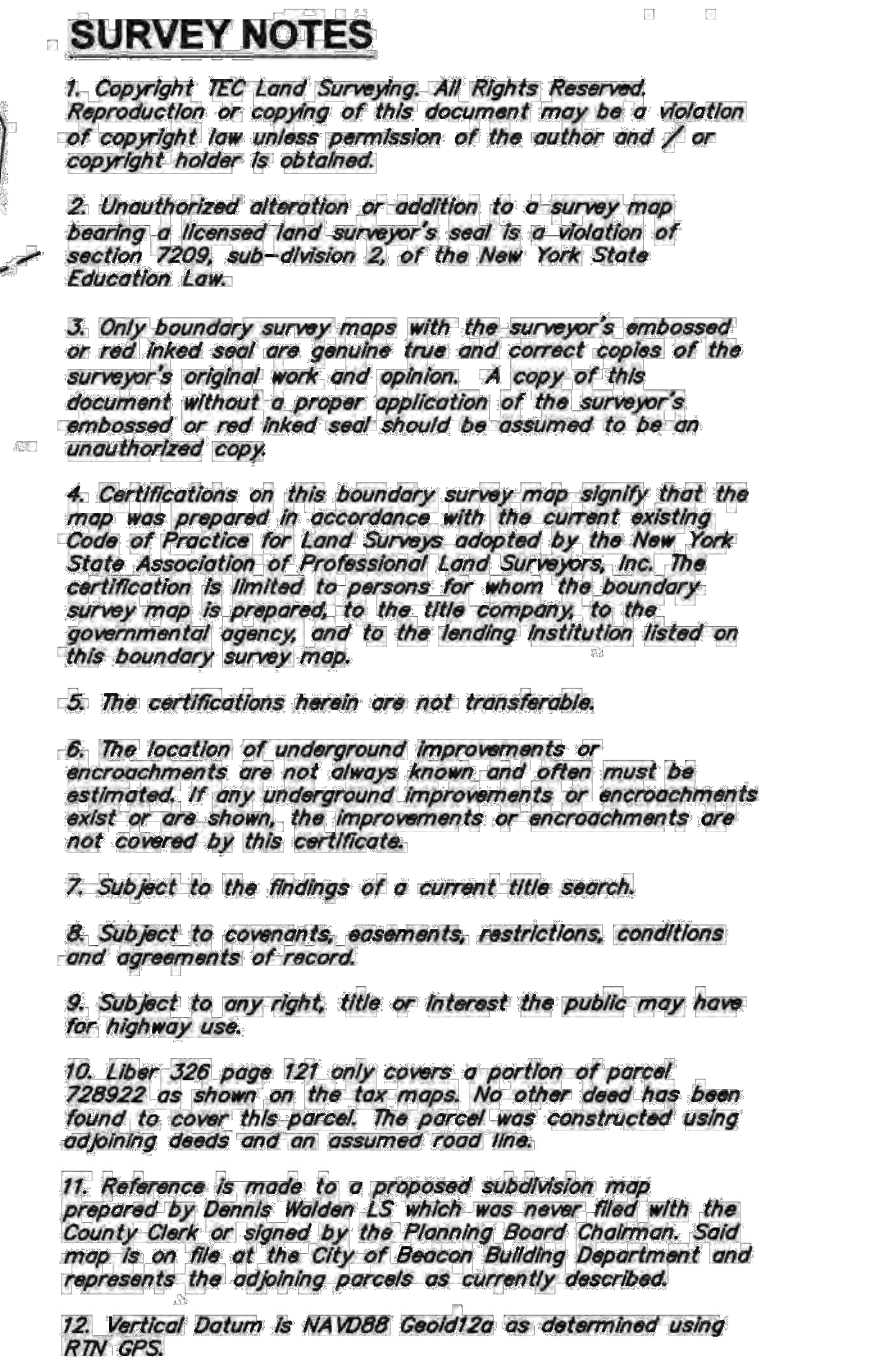 SURVEY NOTES
1. Copyright TEC Land Surveying. All Rights Reserved.
Reproduction or copying of this document may be a violation
of copyright law unless permission of the author and / or
copyright holder is obtained.
2. Unauthorized alteration or addition to a survey map
bearing a licensed land surveyor's seal is a violation of
section 7209, sub-division 2, of the New York State
Education Law.
3. Only boundary survey maps with the surveyor's embossed
or red inked seal are genuine true and correct copies of the
surveyor's original work and opinion. A copy of this
document without a proper application of the surveyor's
embossed or red inked seal should be assumed to be an
unauthorized copy.
4. Certifications on this boundary survey map signify that the
map was prepared in accordance with the current existing
Code of Practice for Land Surveys adopted by the New York
State Association of Professional Land Surveyors, Inc. The
certification is limited to persons for whom the boundary
survey map is prepared, to the title company, to the
governmental agency, and to the lending institution listed on
this boundary survey map.
5. The certifications herein are not transferable.
6. The location of underground improvements or
encroachments are not always known and often must be
estimated. If any underground improvements or encroachments
exist or are shown, the improvements or encroachments are
not covered by this certificate.
7. Subject to the findings of a current title search.
8. Subject to covenants, easements, restrictions, conditions
and agreements of record.
9. Subject to any right, title or interest the public may have
for highway use.
10. Liber 326 page 121 only covers a portion of parcel
728922 as shown on the tax maps. No other deed has been
found to cover this parcel. The parcel was constructed using
adjoining deeds and an assumed road line.
11. Reference is made to a proposed subdivision map
prepared by Dennis Walden LS which was never filed with the
County Clerk or signed by the Planning Board Chairman. Said
map is on file at the City of Beacon Building Department and
represents the adjoining parcels as currently described.
12. Vertical Datum is NAVD88 Geoid12a as determined using
RTN GPS.